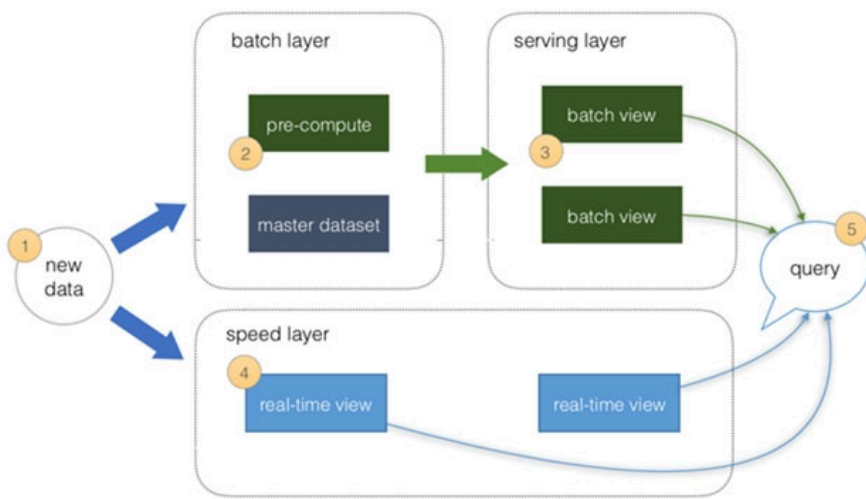 batch layer
serving layer
pre-compute
batch view
2
3
master dataset
batch view
1
new
data
5
query
speed layer
4
real-time view
real-time view